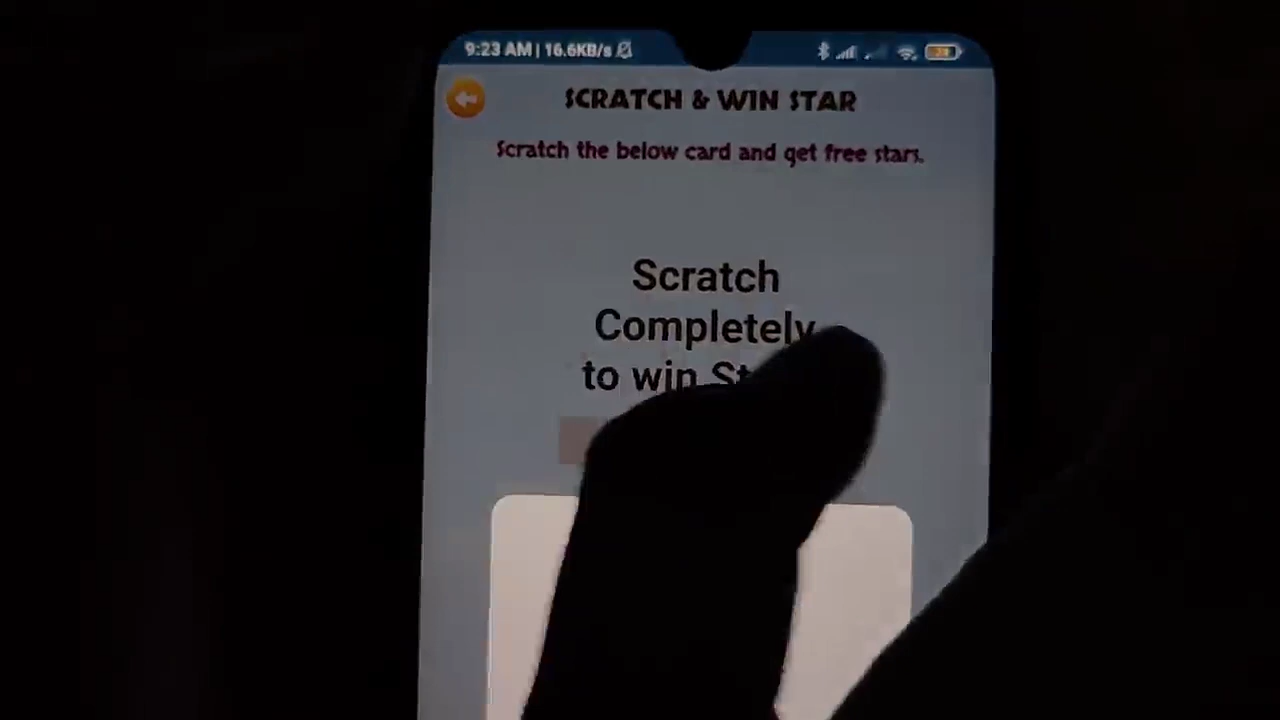 9:23 AM | 16.6KB/s
SCRATCH & WIN STAR
Scratch the below card and get free stars.
Scratch
Completely
to win